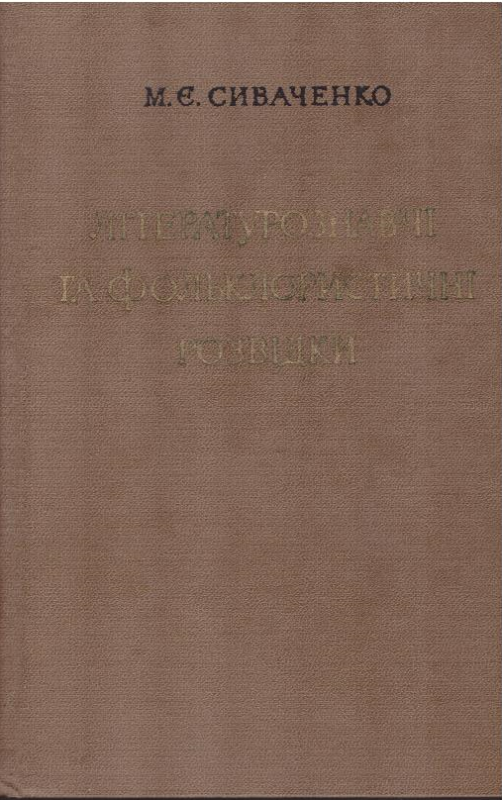 М. Є. СИВАЧЕНКО
ЛІТЕРАТУРОЗНАВЧІ
ТА ФОЛЬКЛОРИСТИЧНІ
РОЗВІДКИ